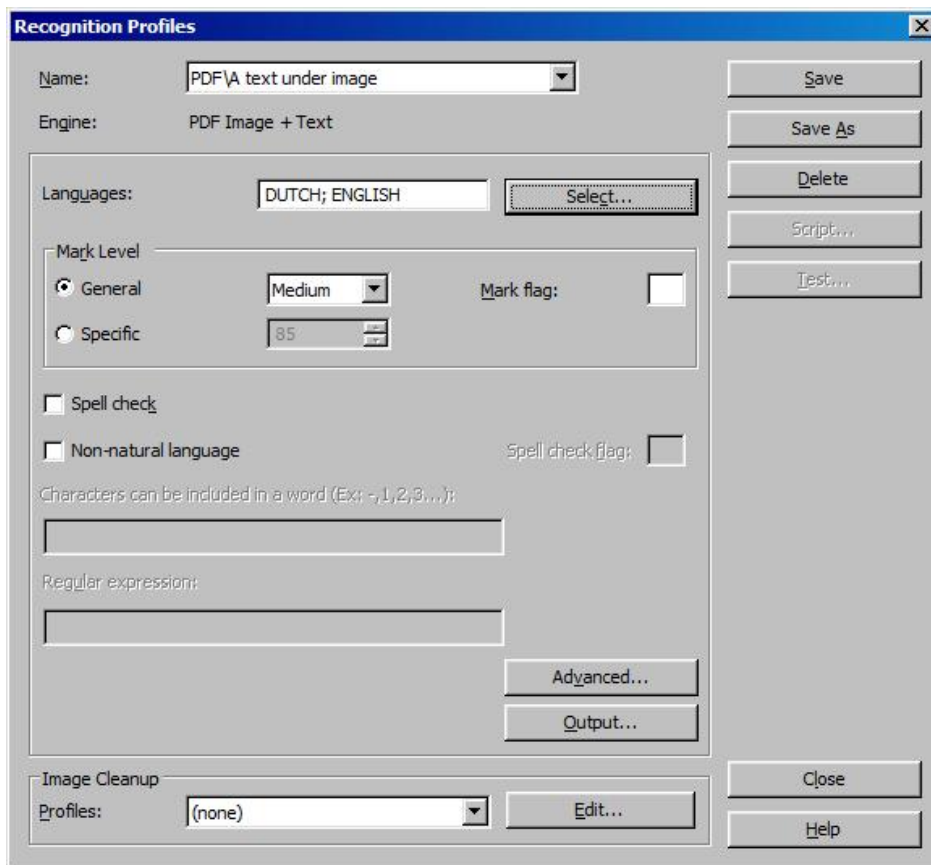 Recognition Profiles
Name: PDF\A text under image Save
Engine: PDF Image + Text Save As
Languages: DUTCH; ENGLISH Select... Delete
Script...
Mark Level
General Medium Mark flag: Test...
Specific 85
Spell check
Non-natural language Spell check flag:
Characters can be included in a word (Ex: -,1,2,3...):
Regular expression:
Advanced...
Output...
Image Cleanup Close
Profiles: (none) Edit...
Help